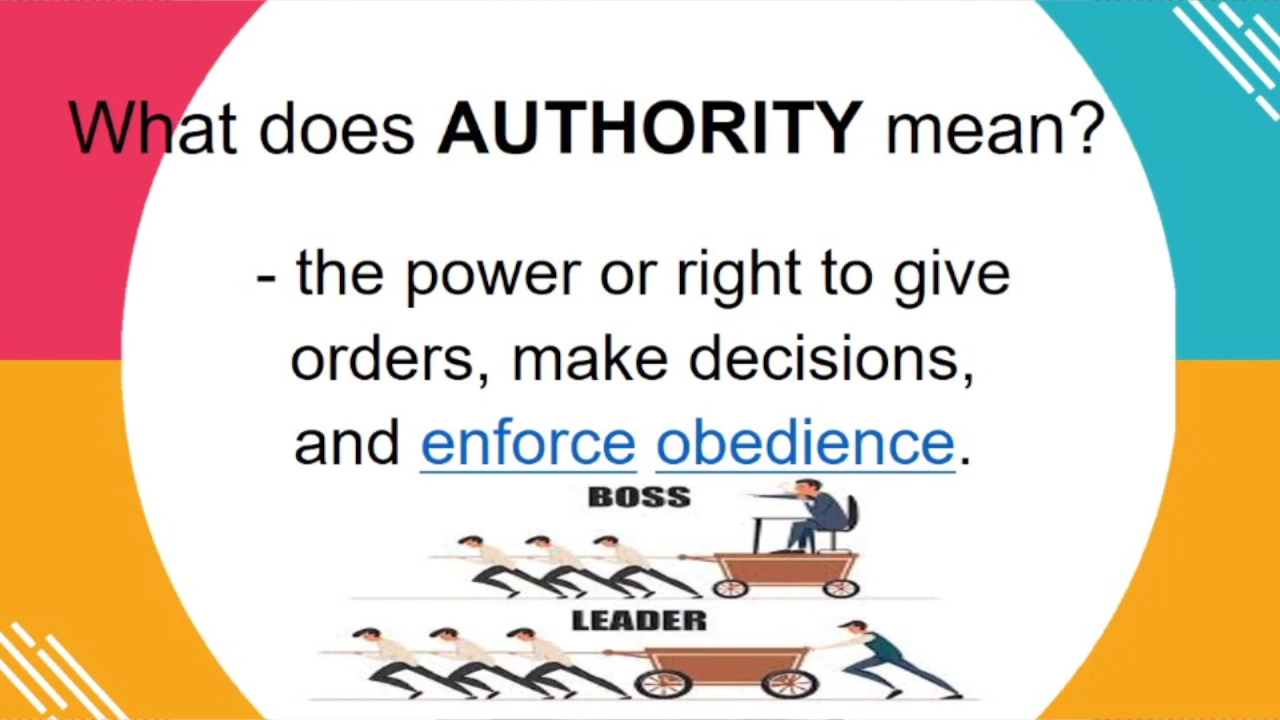 What does AUTHORITY mean?
- the power or right to give
orders, make decisions,
and enforce obedience.
BOSS
LEADER